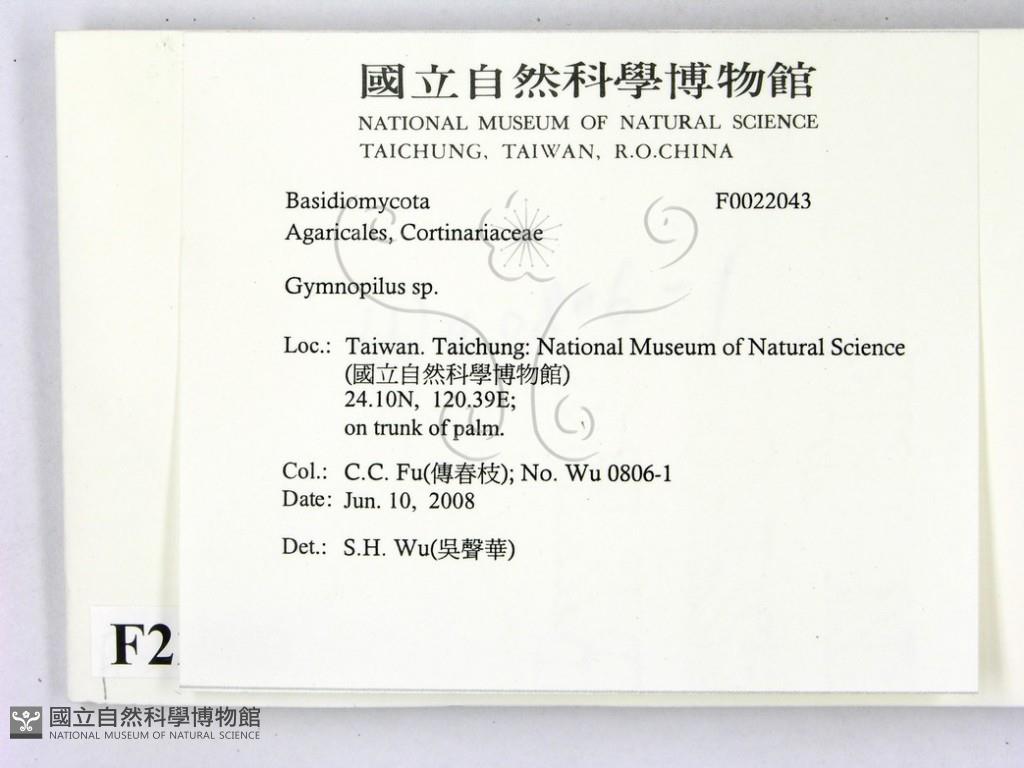 國立自然科學博物館
NATIONAL MUSEUM OF NATURAL SCIENCE
TAICHUNG, TAIWAN, R.O.CHINA
Basidiomycota F0022043
Agaricales, Cortinariaceae
Gymnopilus sp.
Loc.: Taiwan. Taichung: National Museum of Natural Science
(國立自然科學博物館)
24.10N, 120.39E;
on trunk of palm.
Col.: C.C. Fu(傳春枝); No. Wu 0806-1
Date: Jun. 10, 2008
Det.: S.H. Wu(吳聲華)
F2
國立自然科學博物館
NATIONAL MUSEUM OF NATURAL SCIENCE